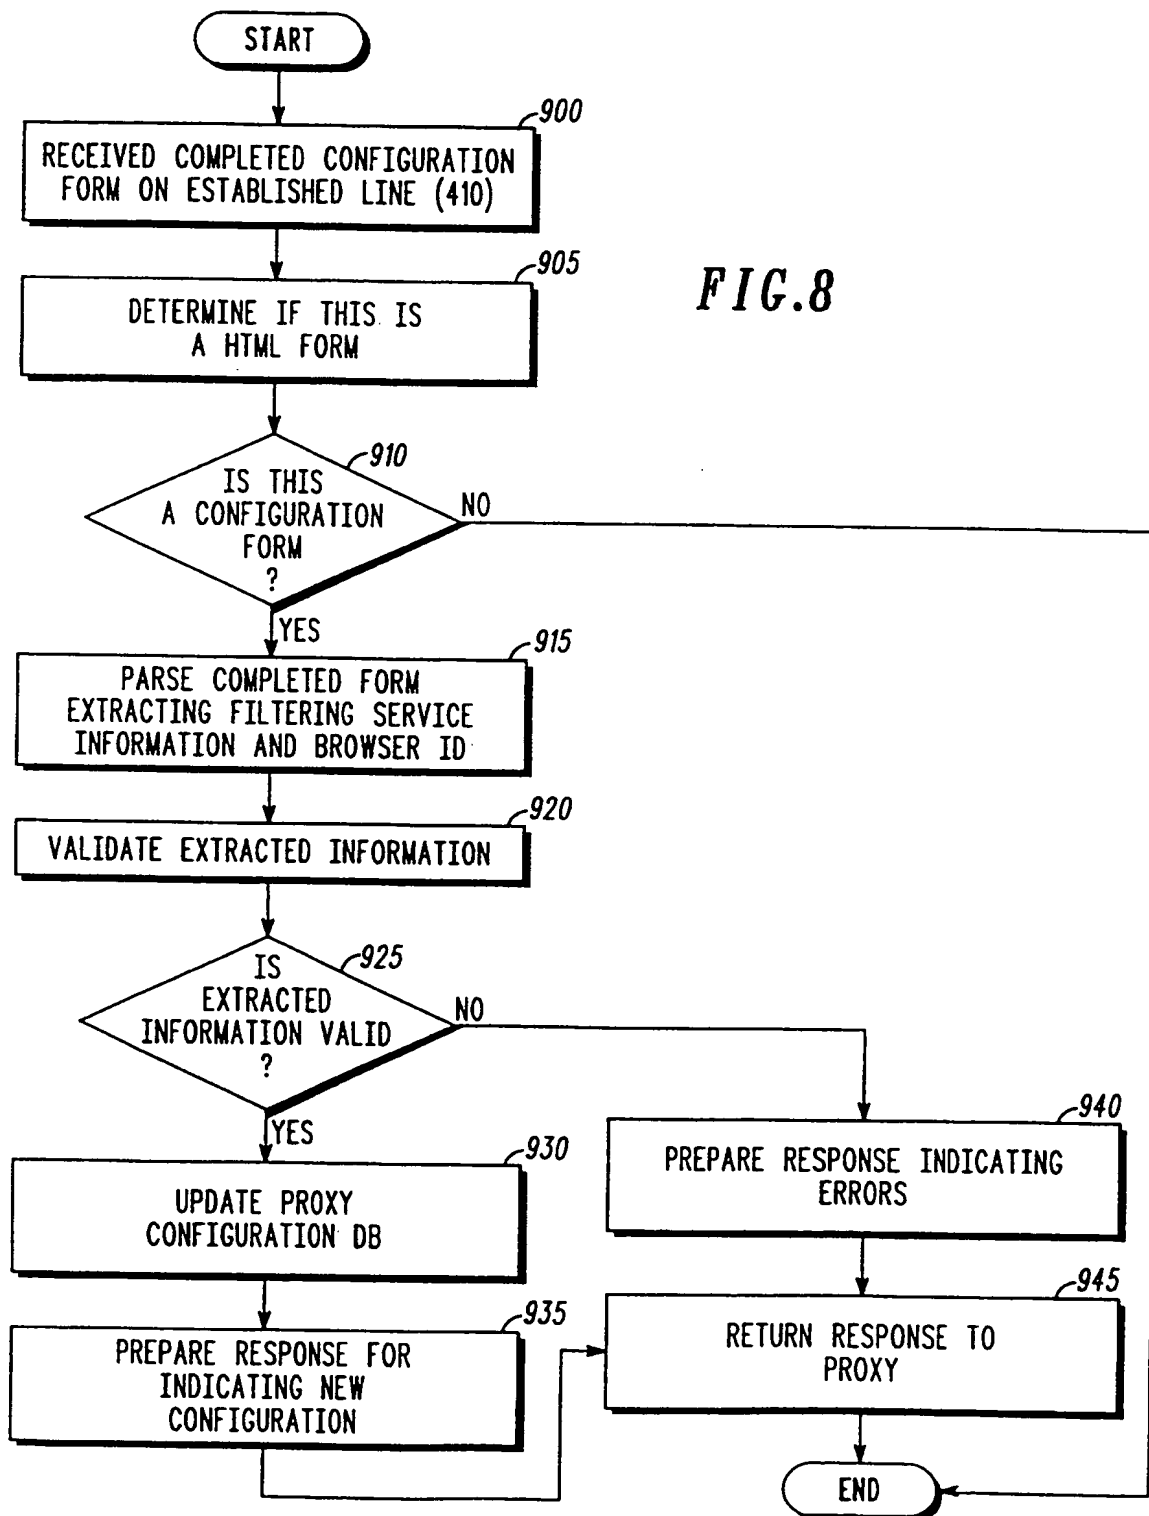 START
900
RECEIVED COMPLETED CONFIGURATION
FORM ON ESTABLISHED LINE (410)
905
DETERMINE IF THIS IS
A HTML FORM
FIG.8
910
IS THIS
A CONFIGURATION
FORM
?
NO
YES
915
PARSE COMPLETED FORM
EXTRACTING FILTERING SERVICE
INFORMATION AND BROWSER ID
920
VALIDATE EXTRACTED INFORMATION
925
IS
EXTRACTED
INFORMATION VALID
?
NO
YES
930
UPDATE PROXY
CONFIGURATION DB
935
PREPARE RESPONSE FOR
INDICATING NEW
CONFIGURATION
940
PREPARE RESPONSE INDICATING
ERRORS
945
RETURN RESPONSE TO
PROXY
END